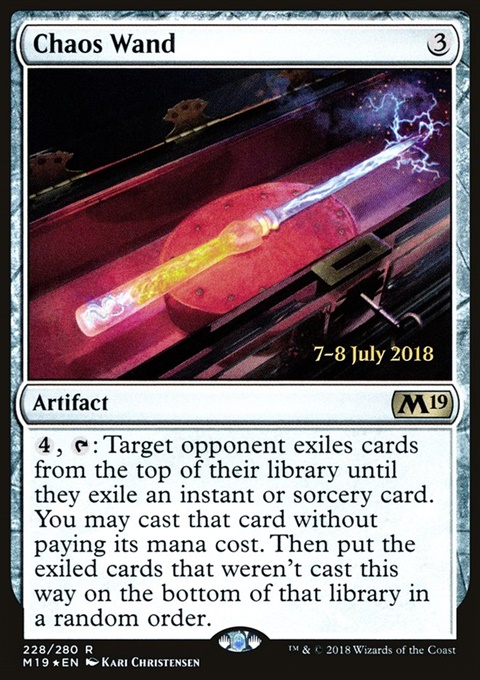 Chaos Wand 3
7–8 July 2018
Artifact M19
4, : Target opponent exiles cards
from the top of their library until
they exile an instant or sorcery card.
You may cast that card without
paying its mana cost. Then put the
exiled cards that weren't cast this
way on the bottom of that library in
a random order.
228/280 R
M19★EN Kari Christensen
™ & © 2018 Wizards of the Coast